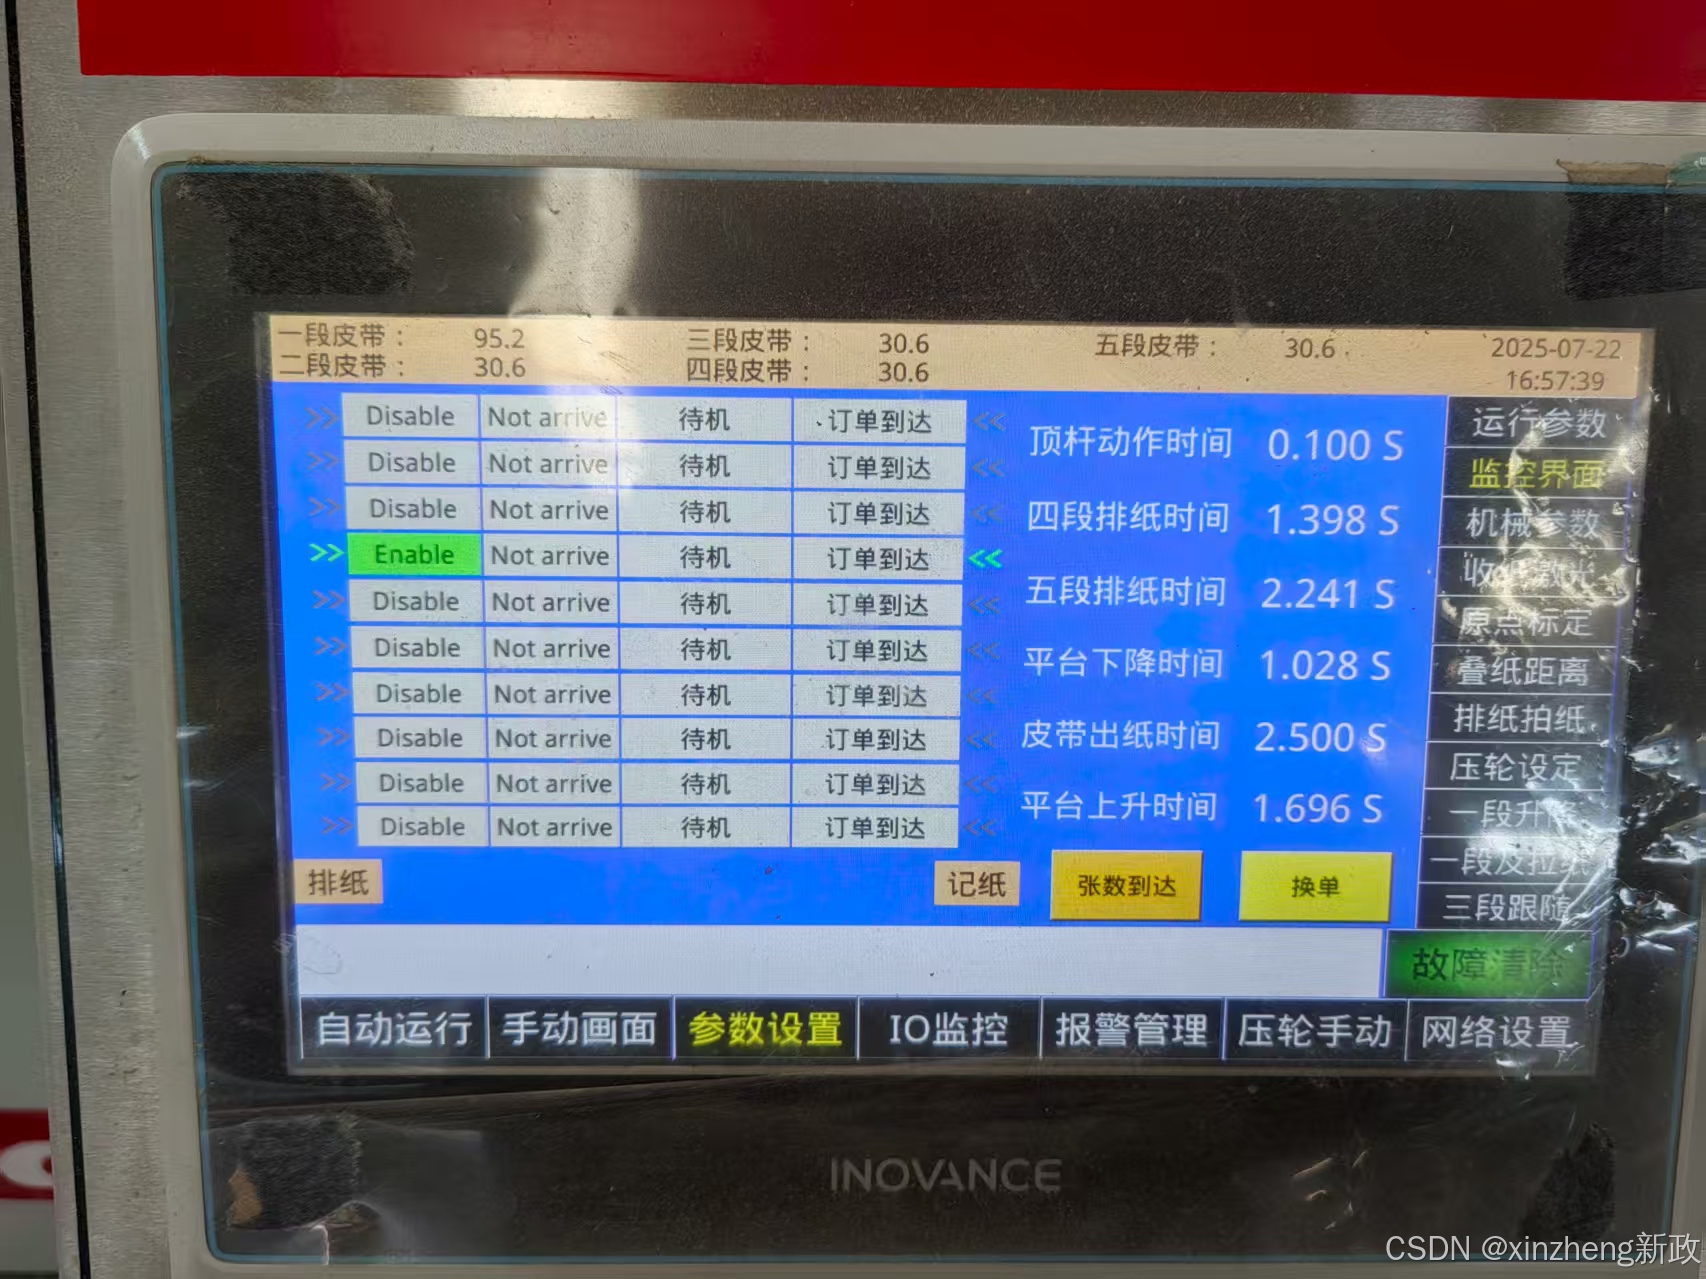 一段皮带： 95.2 三段皮带： 30.6 五段皮带： 30.6 2025-07-22
二段皮带： 30.6 四段皮带： 30.6 16:57:39
>> Disable Not arrive 待机 订单到达 <<
>> Disable Not arrive 待机 订单到达 <<
>> Disable Not arrive 待机 订单到达 <<
>> Enable Not arrive 待机 订单到达 <<
>> Disable Not arrive 待机 订单到达 <<
>> Disable Not arrive 待机 订单到达 <<
>> Disable Not arrive 待机 订单到达 <<
>> Disable Not arrive 待机 订单到达 <<
>> Disable Not arrive 待机 订单到达 <<
>> Disable Not arrive 待机 订单到达 <<
顶杆动作时间 0.100 S
四段排纸时间 1.398 S
五段排纸时间 2.241 S
平台下降时间 1.028 S
皮带出纸时间 2.500 S
平台上升时间 1.696 S
运行参数
监控界面
机械参数
收纸激光
原点标定
叠纸距离
排纸拍纸
压轮设定
一段升降
一段及拉纸
三段跟随
排纸 记纸 张数到达 换单
故障清除
自动运行 手动画面 参数设置 IO监控 报警管理 压轮手动 网络设置
INOVANCE
CSDN @xinzheng新政